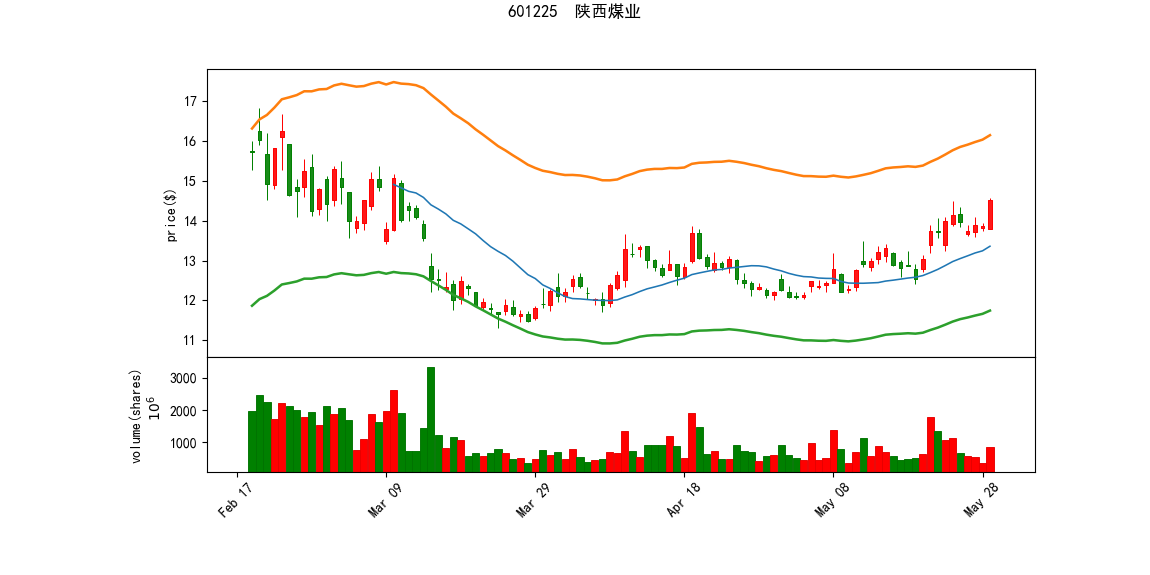 601225 陕西煤业
price($)
17
16
15
14
13
12
11
volume(shares)
10^6
3000
2000
1000
Feb 17
Mar 09
Mar 29
Apr 18
May 08
May 28